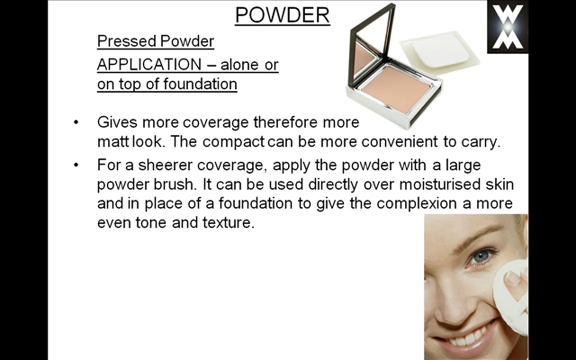 POWDER
Pressed Powder
APPLICATION – alone or
on top of foundation
• Gives more coverage therefore more
matt look. The compact can be more convenient to carry.
• For a sheerer coverage, apply the powder with a large
powder brush. It can be used directly over moisturised skin
and in place of a foundation to give the complexion a more
even tone and texture.